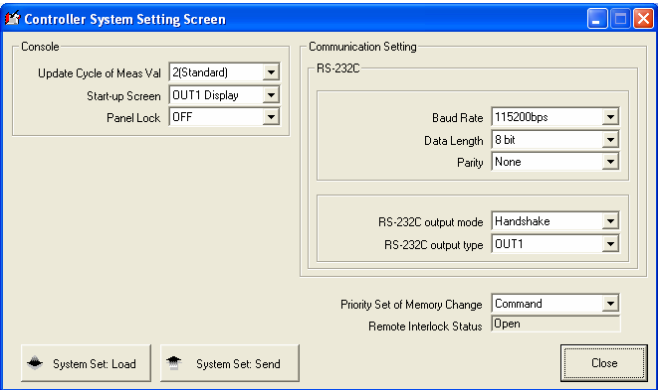 Controller System Setting Screen
Console
Update Cycle of Meas Val 2(Standard)
Start-up Screen OUT1 Display
Panel Lock OFF
Communication Setting
RS-232C
Baud Rate 115200bps
Data Length 8 bit
Parity None
RS-232C output mode Handshake
RS-232C output type OUT1
Priority Set of Memory Change Command
Remote Interlock Status Open
System Set: Load
System Set: Send
Close